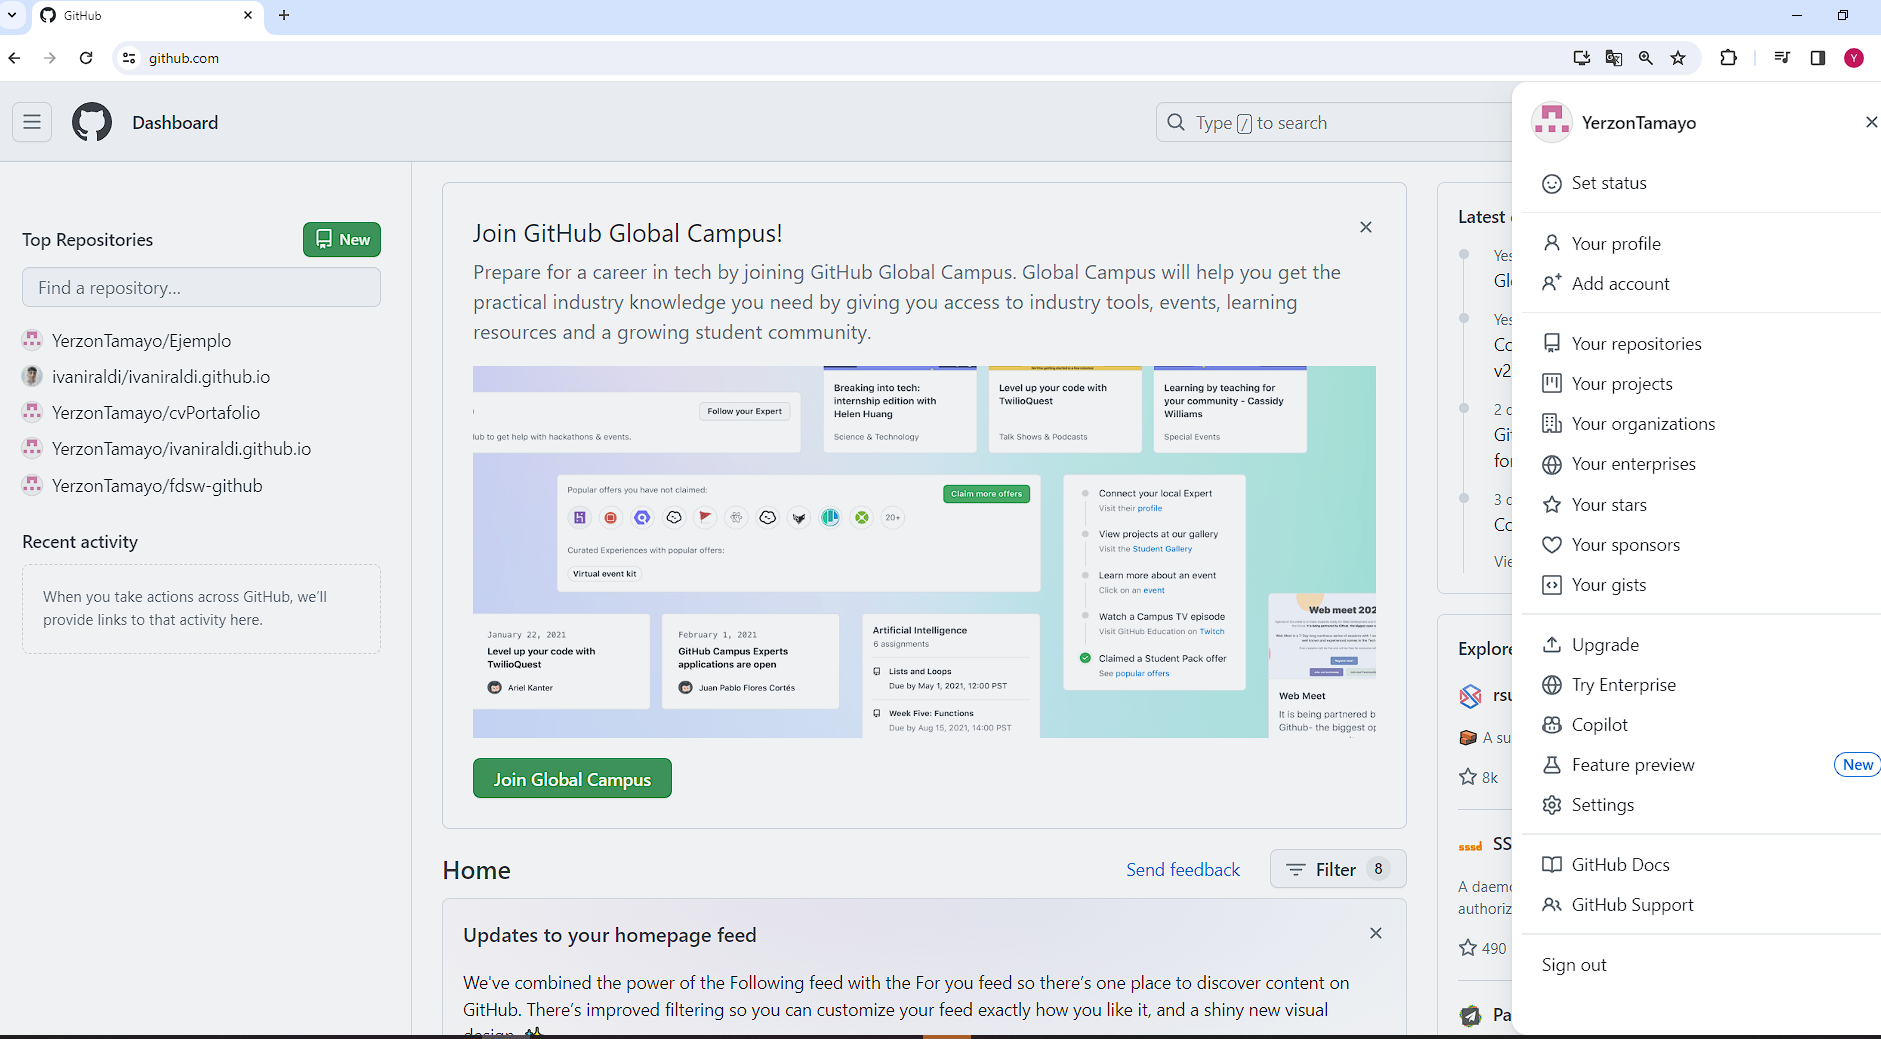 GitHub
github.com
Y
Dashboard
Type / to search
Top Repositories
New
Find a repository...
YerzonTamayo/Ejemplo
ivaniraldi/ivaniraldi.github.io
YerzonTamayo/cvPortafolio
YerzonTamayo/ivaniraldi.github.io
YerzonTamayo/fdsw-github
Recent activity
When you take actions across GitHub, we'll
provide links to that activity here.
Join GitHub Global Campus!
Prepare for a career in tech by joining GitHub Global Campus. Global Campus will help you get the
practical industry knowledge you need by giving you access to industry tools, events, learning
resources and a growing student community.
Follow your Expert
to get help with hackathons & events.
Breaking into tech:
internship edition with
Helen Huang
Science & Technology
Level up your code with
TwilioQuest
Talk Shows & Podcasts
Learning by teaching for
your community - Cassidy
Williams
Special Events
Popular offers you have not claimed:
Claim more offers
20+
Curated Experiences with popular offers:
Virtual event kit
Connect your local Expert
Visit their profile
View projects at our gallery
Visit the Student Gallery
Learn more about an event
Click on an event
Watch a Campus TV episode
Visit GitHub Education on Twitch
Claimed a Student Pack offer
See popular offers
January 22, 2021
Level up your code with
TwilioQuest
Ariel Kanter
February 1, 2021
GitHub Campus Experts
applications are open
Juan Pablo Flores Cortés
Artificial Intelligence
6 assignments
Lists and Loops
Due by May 1, 2021, 12:00 PST
Week Five: Functions
Due by Aug 15, 2021, 14:00 PST
Web meet 202
Web Meet
It is being partnered b
Github- the biggest op
Join Global Campus
Home
Send feedback
Filter 8
Updates to your homepage feed
We've combined the power of the Following feed with the For you feed so there's one place to discover content on
GitHub. There's improved filtering so you can customize your feed exactly how you like it, and a shiny new visual
design.
Latest
Yes
Yes
v2
2
3
Explore
A su
8k
sssd SS
A daem
authoriz
490
Pa
YerzonTamayo
Set status
Your profile
Add account
Your repositories
Your projects
Your organizations
Your enterprises
Your stars
Your sponsors
Your gists
Upgrade
Try Enterprise
Copilot
Feature preview New
Settings
GitHub Docs
GitHub Support
Sign out